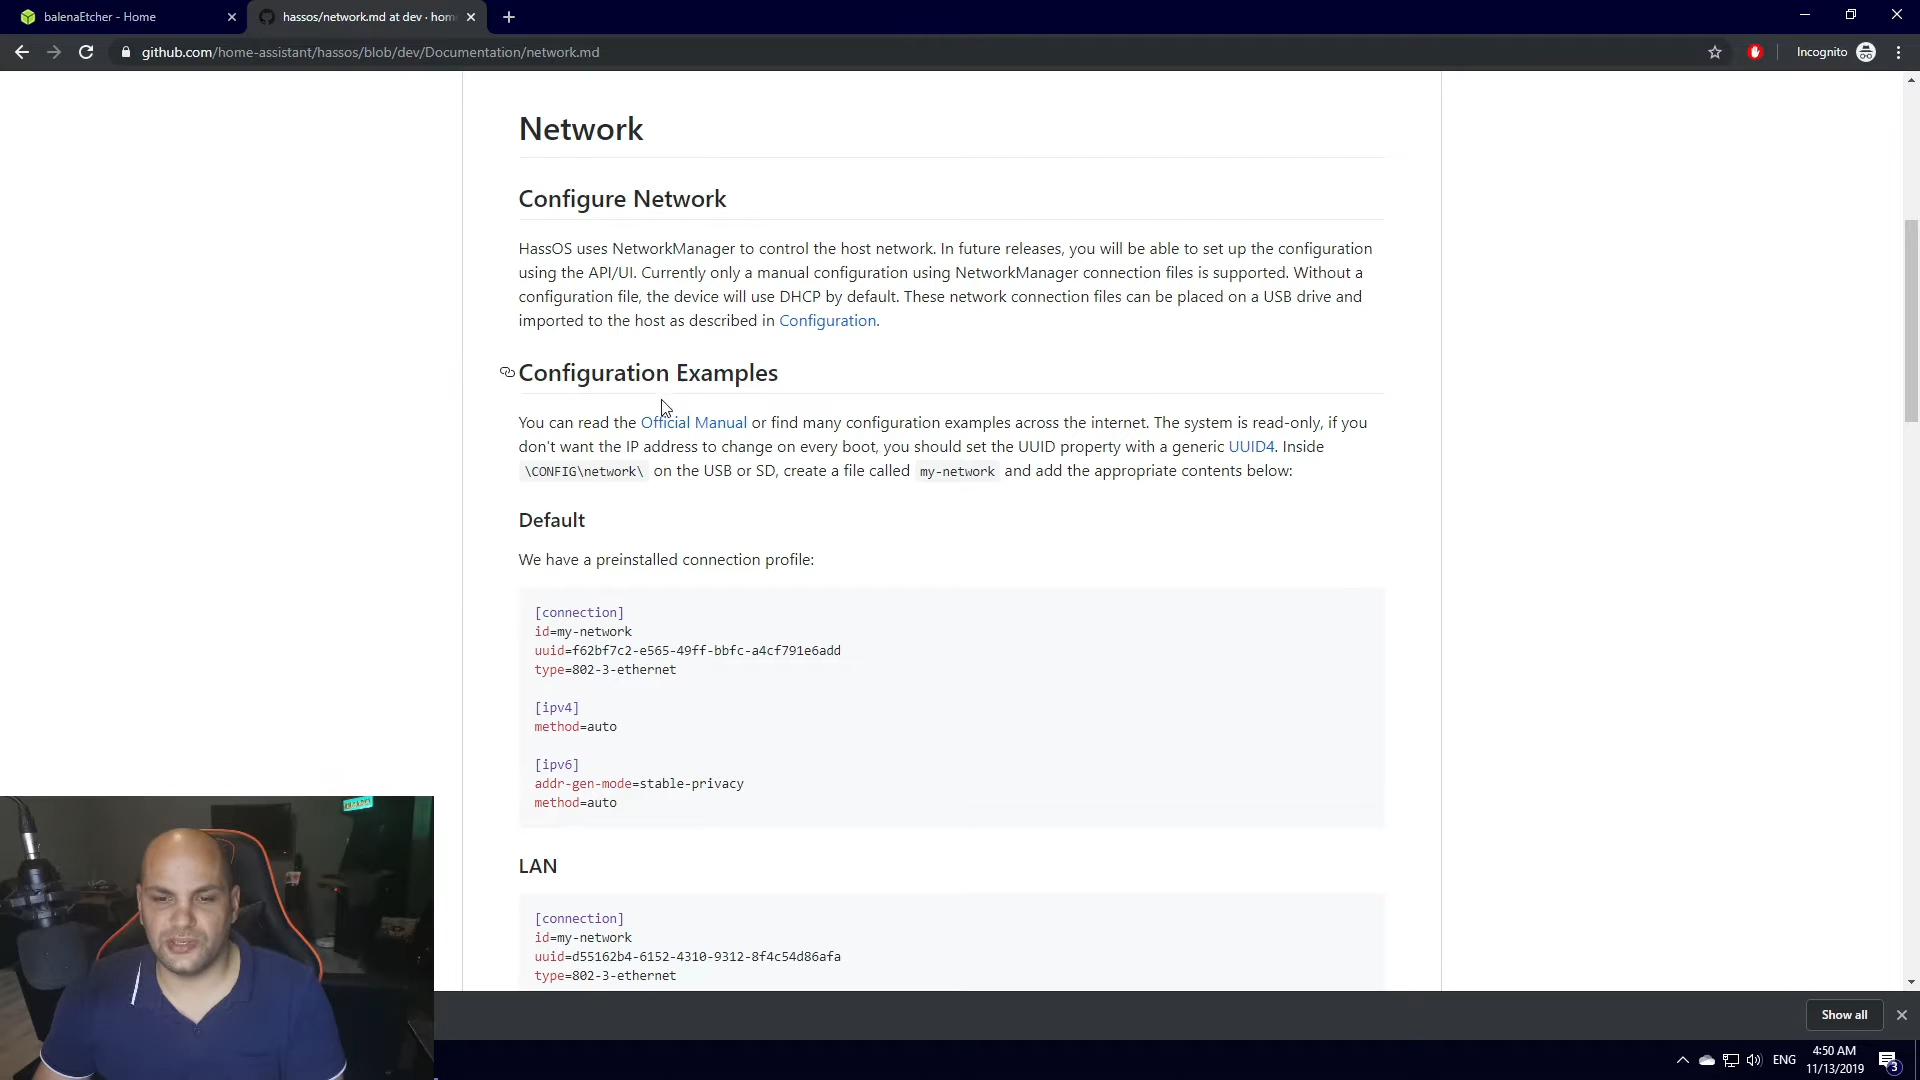 balenaEtcher - Home
hassos/network.md at dev · hom
github.com/home-assistant/hassos/blob/dev/Documentation/network.md
Incognito
Network
Configure Network
HassOS uses NetworkManager to control the host network. In future releases, you will be able to set up the configuration
using the API/UI. Currently only a manual configuration using NetworkManager connection files is supported. Without a
configuration file, the device will use DHCP by default. These network connection files can be placed on a USB drive and
imported to the host as described in Configuration.
Configuration Examples
You can read the Official Manual or find many configuration examples across the internet. The system is read-only, if you
don't want the IP address to change on every boot, you should set the UUID property with a generic UUID4. Inside
\CONFIG\network\ on the USB or SD, create a file called my-network and add the appropriate contents below:
Default
We have a preinstalled connection profile:
[connection]
id=my-network
uuid=f62bf7c2-e565-49ff-bbfc-a4cf791e6add
type=802-3-ethernet
[ipv4]
method=auto
[ipv6]
addr-gen-mode=stable-privacy
method=auto
LAN
[connection]
id=my-network
uuid=d55162b4-6152-4310-9312-8f4c54d86afa
type=802-3-ethernet
Show all
ENG
4:50 AM
11/13/2019
3